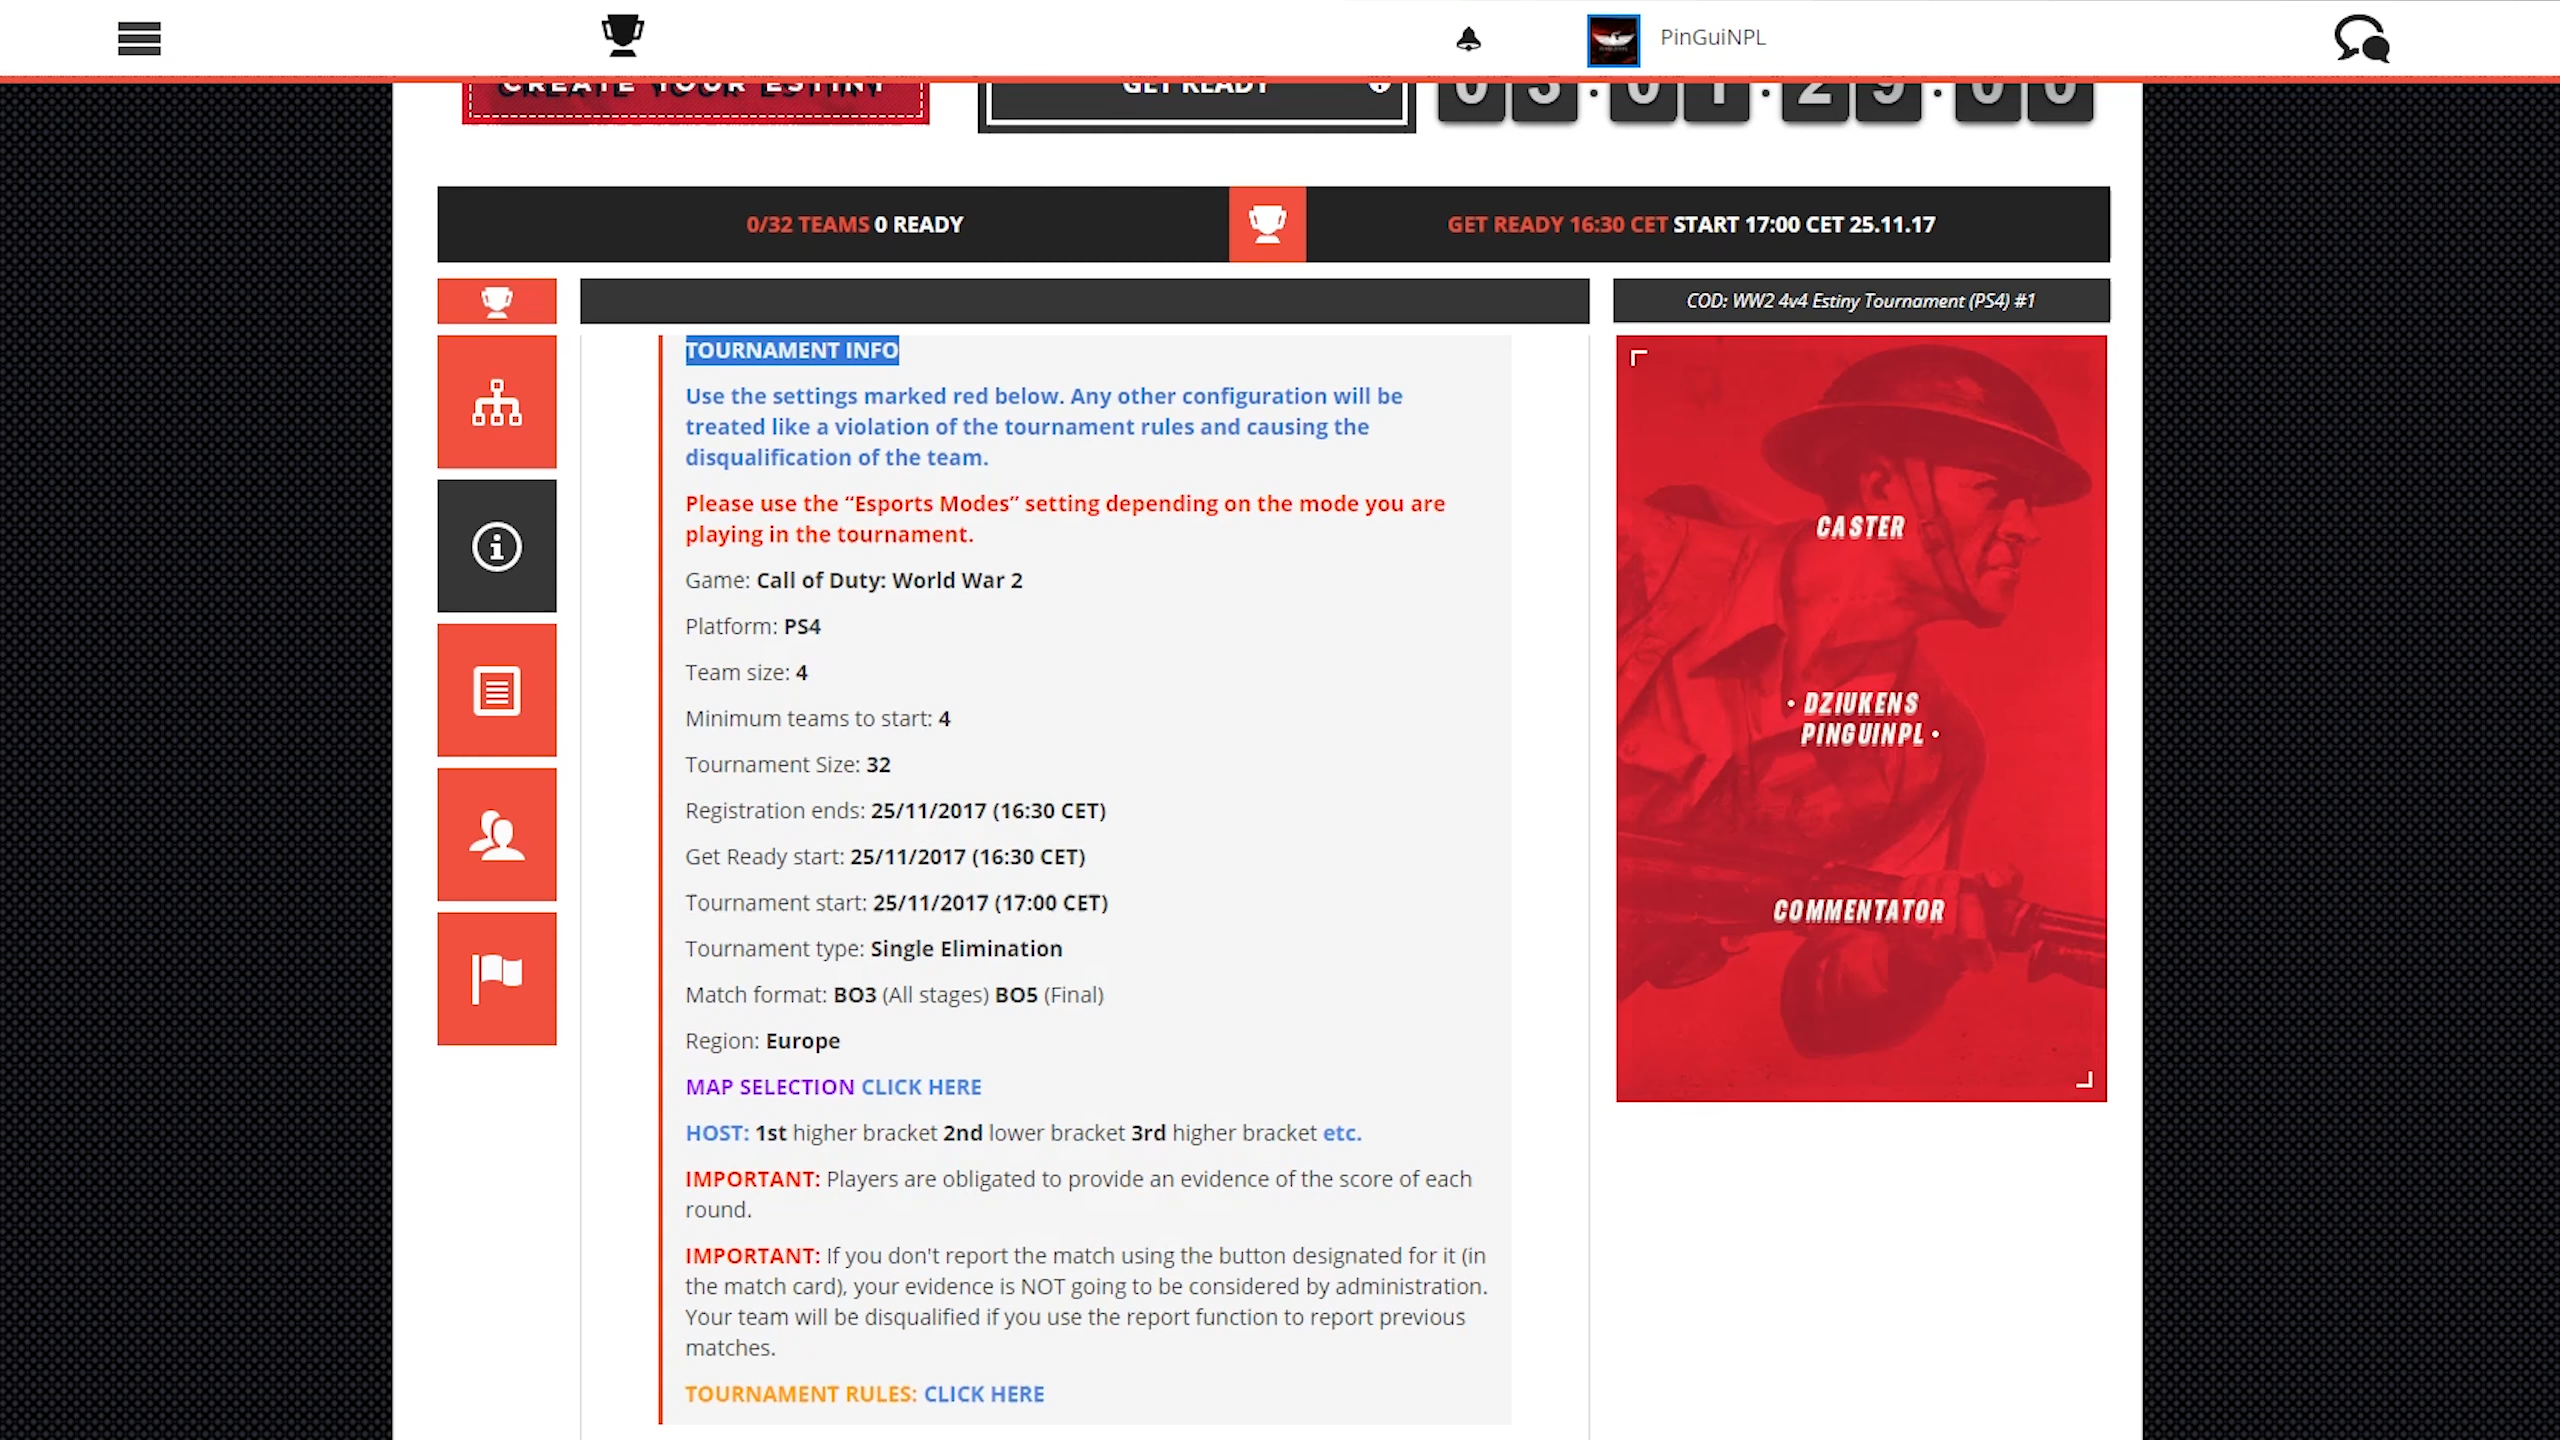 PinGuiNPL
CREATE YOUR ESTINY
GET READY
03:01:29:00
0/32 TEAMS 0 READY
GET READY 16:30 CET START 17:00 CET 25.11.17
COD: WW2 4v4 Estiny Tournament (PS4) #1
TOURNAMENT INFO
Use the settings marked red below. Any other configuration will be
treated like a violation of the tournament rules and causing the
disqualification of the team.
Please use the “Esports Modes” setting depending on the mode you are
playing in the tournament.
Game: Call of Duty: World War 2
Platform: PS4
Team size: 4
Minimum teams to start: 4
Tournament Size: 32
Registration ends: 25/11/2017 (16:30 CET)
Get Ready start: 25/11/2017 (16:30 CET)
Tournament start: 25/11/2017 (17:00 CET)
Tournament type: Single Elimination
Match format: BO3 (All stages) BO5 (Final)
Region: Europe
MAP SELECTION CLICK HERE
HOST: 1st higher bracket 2nd lower bracket 3rd higher bracket etc.
IMPORTANT: Players are obligated to provide an evidence of the score of each
round.
IMPORTANT: If you don't report the match using the button designated for it (in
the match card), your evidence is NOT going to be considered by administration.
Your team will be disqualified if you use the report function to report previous
matches.
TOURNAMENT RULES: CLICK HERE
CASTER
• DZIUKENS
PINGUINPL •
COMMENTATOR